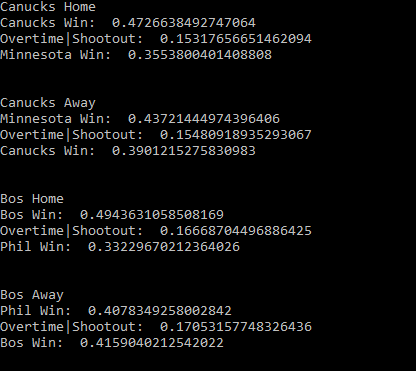 Canucks Home
Canucks Win:  0.4726638492747064
Overtime|Shootout:  0.15317656651462094
Minnesota Win:  0.3553800401408808
Canucks Away
Minnesota Win:  0.43721444974396406
Overtime|Shootout:  0.15480918935293067
Canucks Win:  0.3901215275830983
Bos Home
Bos Win:  0.4943631058508169
Overtime|Shootout:  0.16668704496886425
Phil Win:  0.33229670212364026
Bos Away
Phil Win:  0.4078349258002842
Overtime|Shootout:  0.17053157748326436
Bos Win:  0.4159040212542022